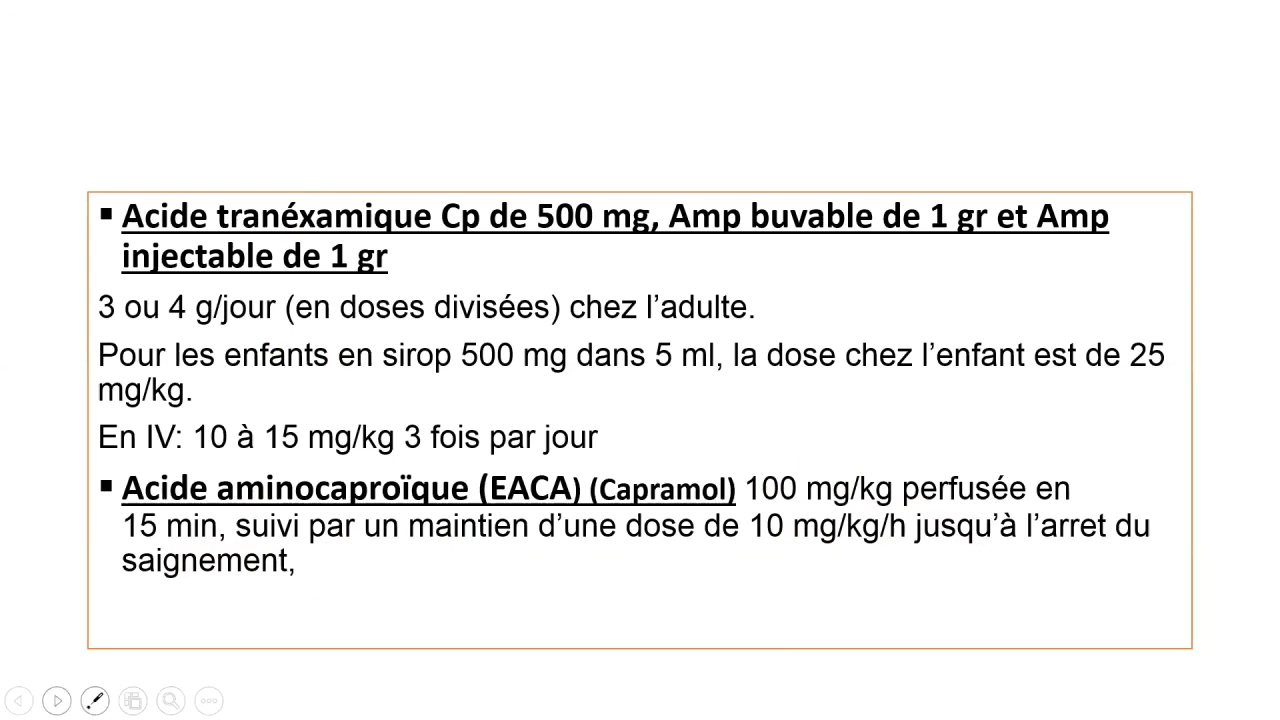 ▪ Acide tranéxamique Cp de 500 mg, Amp buvable de 1 gr et Amp
injectable de 1 gr
3 ou 4 g/jour (en doses divisées) chez l’adulte.
Pour les enfants en sirop 500 mg dans 5 ml, la dose chez l’enfant est de 25
mg/kg.
En IV: 10 à 15 mg/kg 3 fois par jour
▪ Acide aminocaproïque (EACA) (Capramol) 100 mg/kg perfusée en
15 min, suivi par un maintien d’une dose de 10 mg/kg/h jusqu’à l’arret du
saignement,